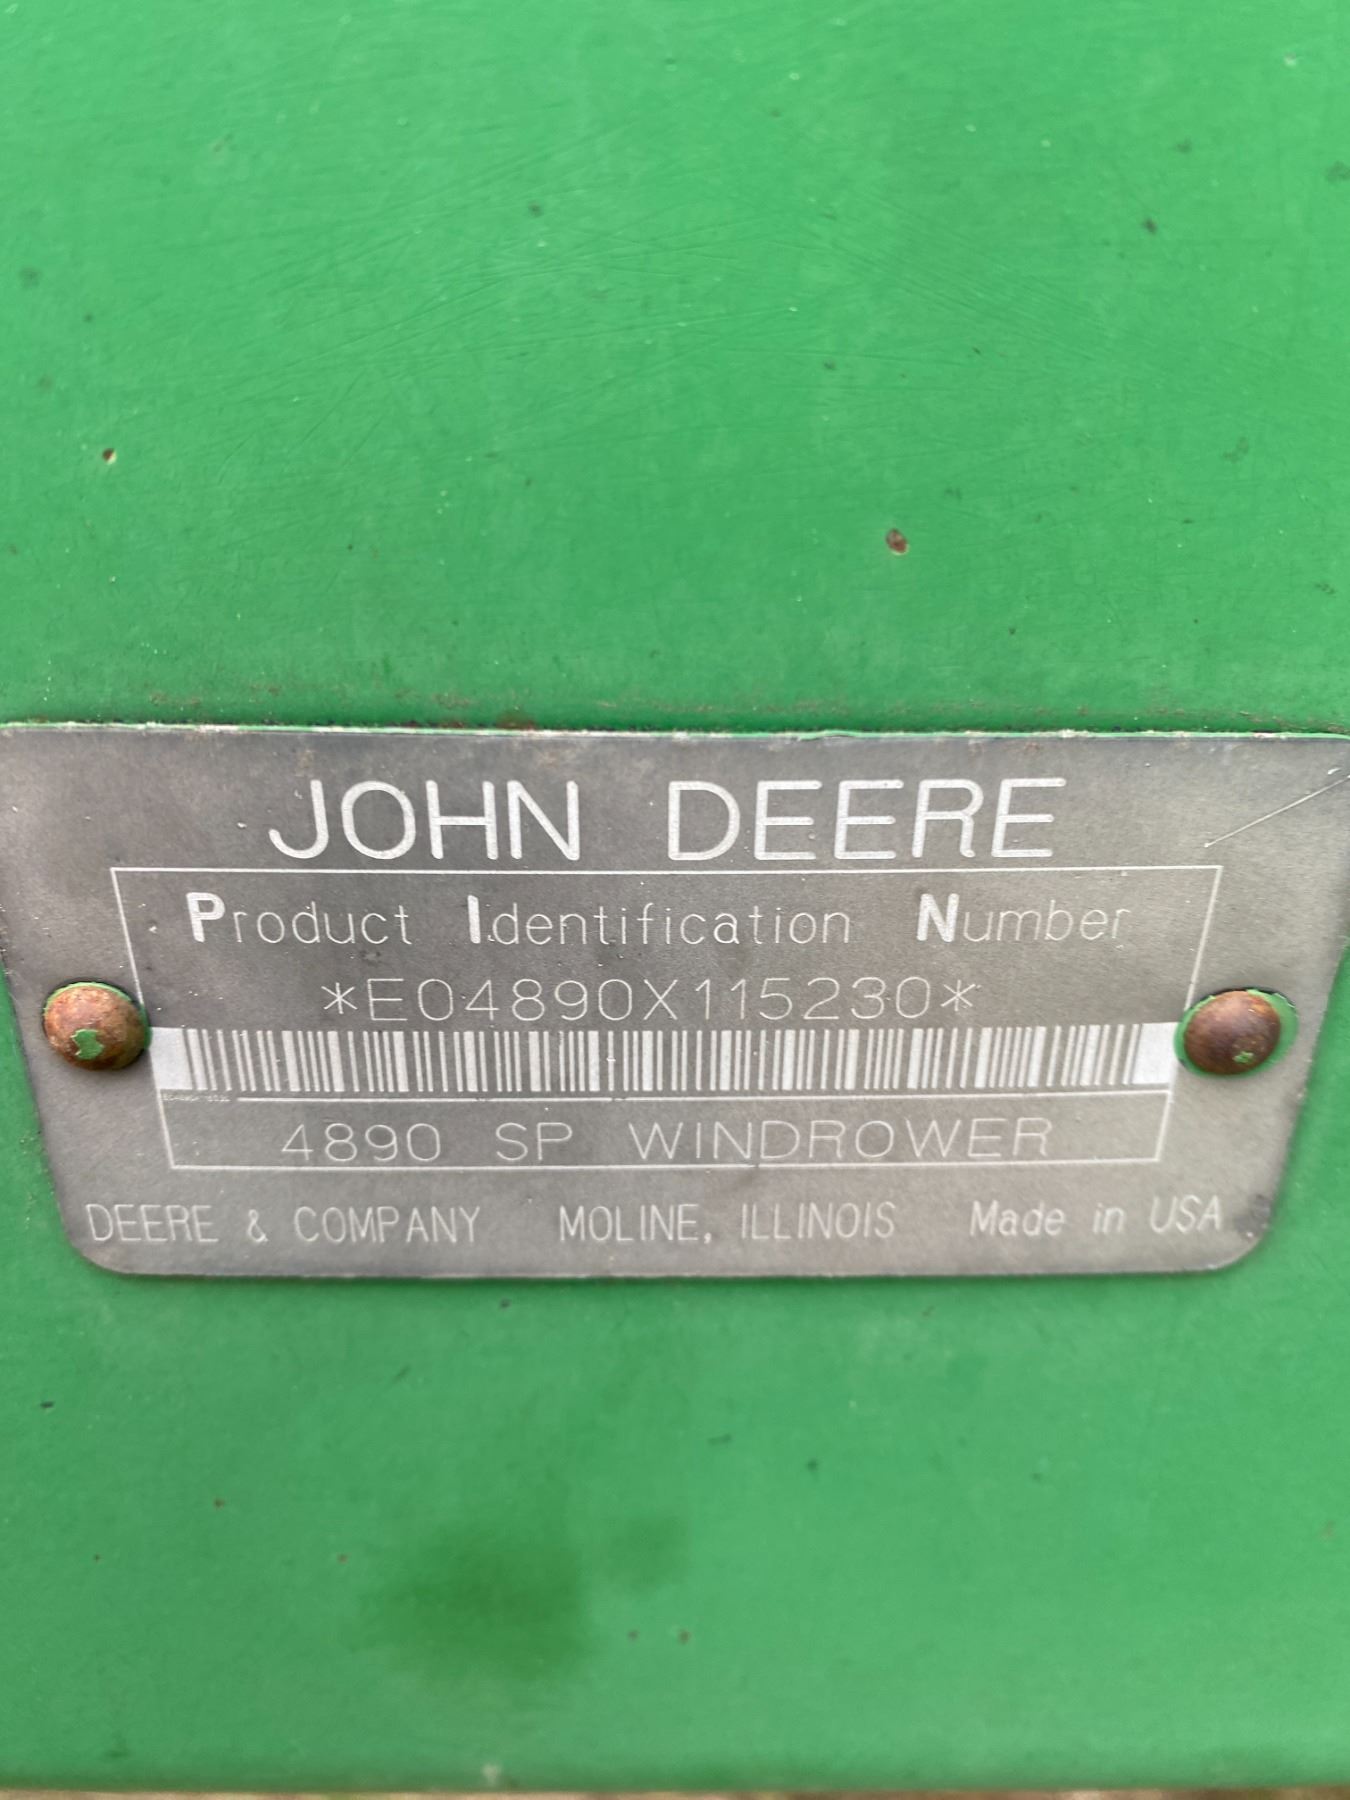 JOHN DEERE
Product Identification Number
*E04890X115230*
4890 SP WINDROWER
DEERE & COMPANY MOLINE, ILLINOIS Made in USA